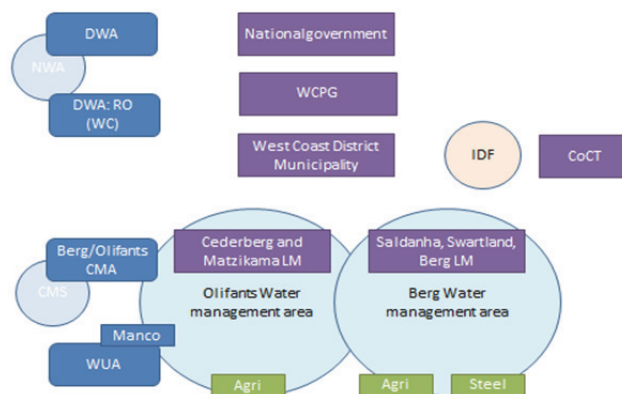 DWA
NWA
DWA: RO
(WC)
Nationalgovernment
WCPG
West Coast District
Municipality
IDF
CoCT
Berg/Olifants
CMA
CMS
Manco
WUA
Cederberg and
Matzikama LM
Olifants Water
management area
Agri
Saldanha, Swartland,
Berg LM
Berg Water
management area
Agri
Steel